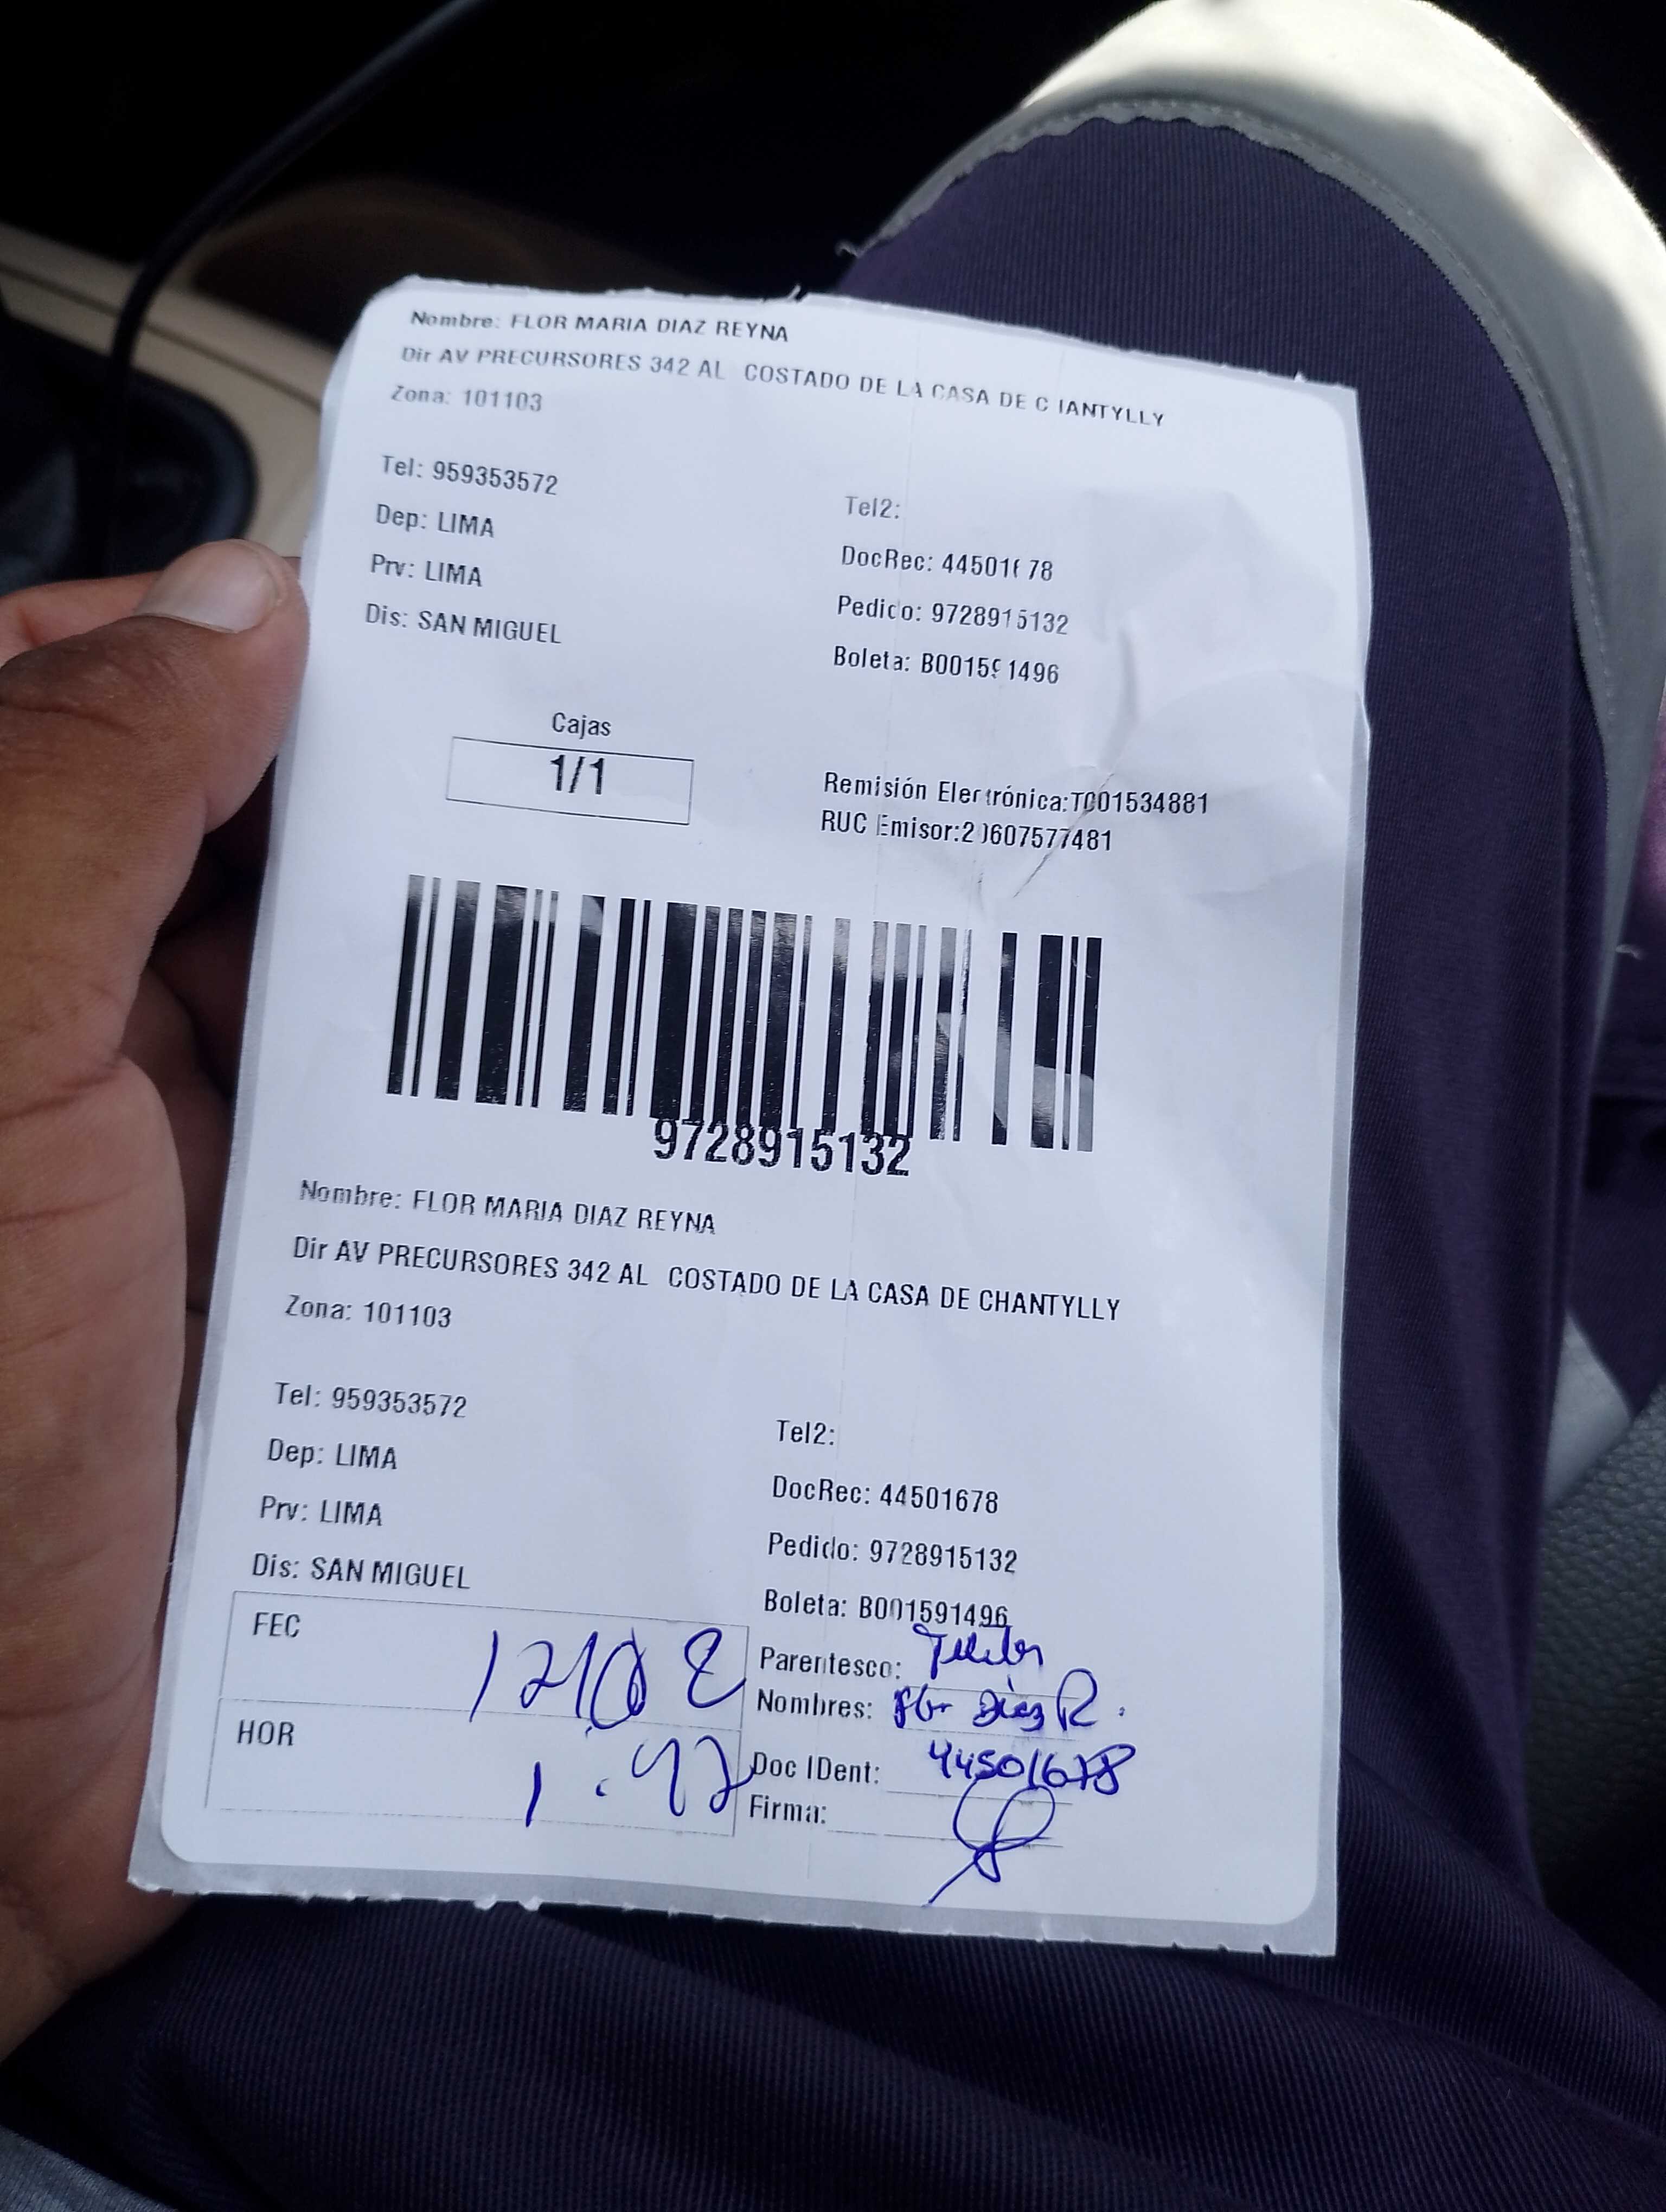 Nombre: FLOR MARIA DIAZ REYNA
Dir AV PRECURSORES 342 AL COSTADO DE LA CASA DE C IANTYLLY
Zona: 101103
Tel: 959353572
Tel2:
Dep: LIMA
DocRec: 44501678
Prv: LIMA
Pedido: 9728915132
Dis: SAN MIGUEL
Boleta: B001591496
Cajas
1/1
Remisión Electrónica:T001534881
RUC Emisor:20607577481
9728915132
Nombre: FLOR MARIA DIAZ REYNA
Dir AV PRECURSORES 342 AL COSTADO DE LA CASA DE CHANTYLLY
Zona: 101103
Tel: 959353572
Tel2:
Dep: LIMA
DocRec: 44501678
Prv: LIMA
Pedido: 9728915132
Dis: SAN MIGUEL
Boleta: B001591496
FEC
Parentesco:
Nombres: Flor Diaz R.
HOR
Doc IDent: 44501678
Firma: